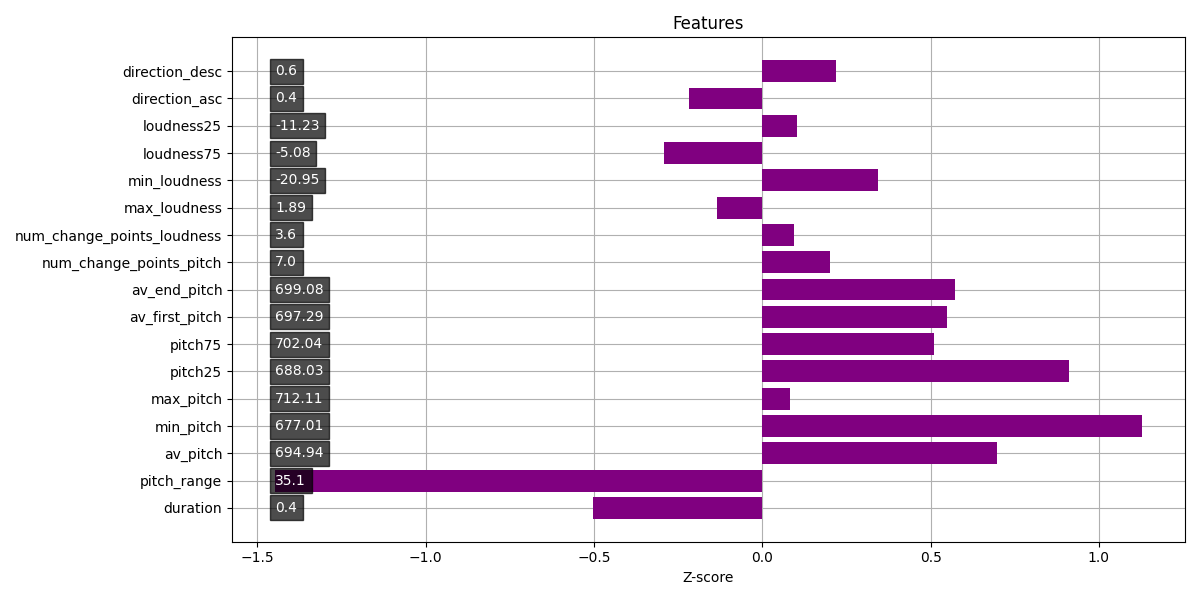 Features
direction_desc 0.6
direction_asc 0.4
loudness25 -11.23
loudness75 -5.08
min_loudness -20.95
max_loudness 1.89
num_change_points_loudness 3.6
num_change_points_pitch 7.0
av_end_pitch 699.08
av_first_pitch 697.29
pitch75 702.04
pitch25 688.03
max_pitch 712.11
min_pitch 677.01
av_pitch 694.94
pitch_range 35.1
duration 0.4
−1.5 −1.0 −0.5 0.0 0.5 1.0
Z-score